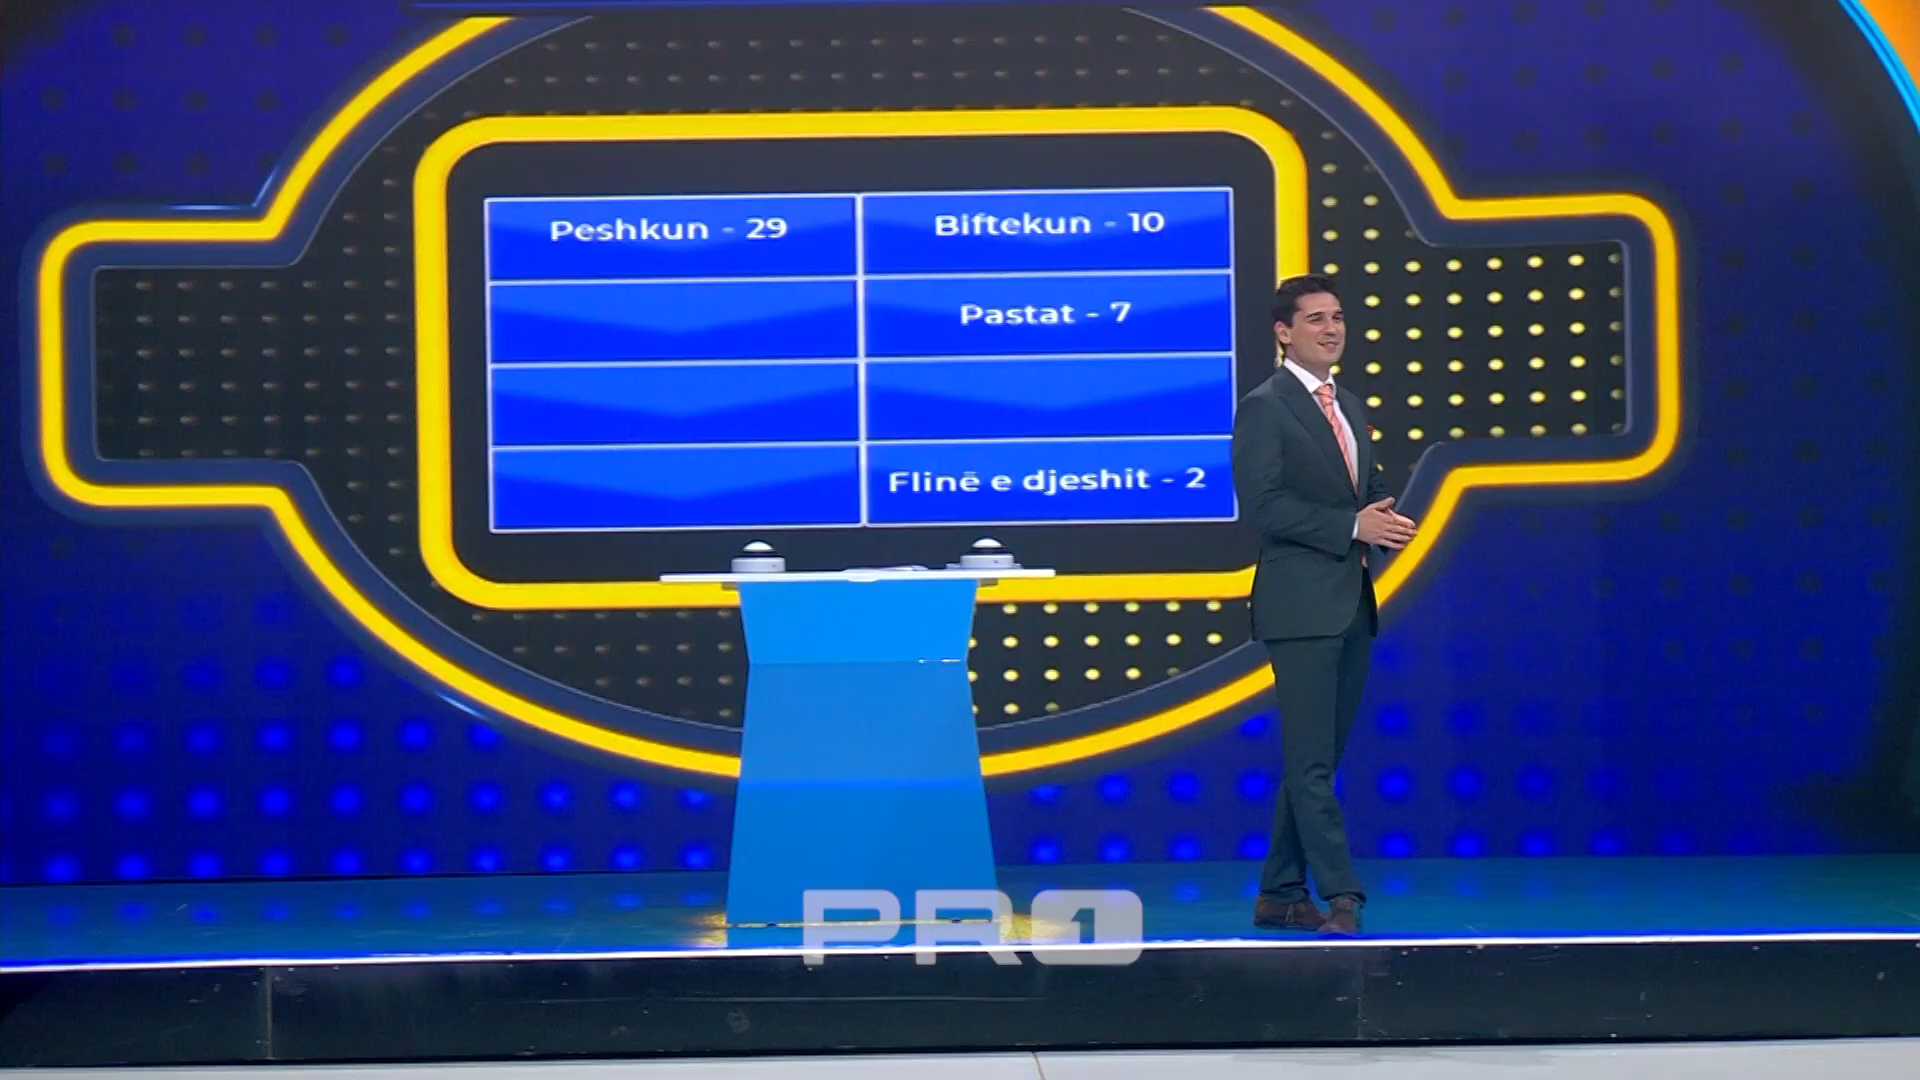 Peshkun - 29
Biftekun - 10
Pastat - 7
Flinë e djeshit - 2
PRO1